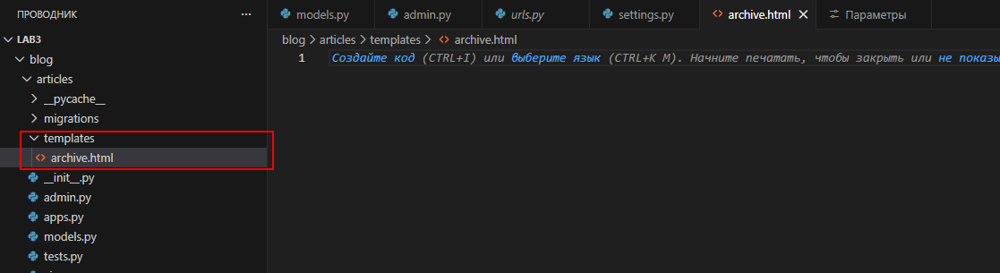 ПРОВОДНИК ...
models.py admin.py urls.py settings.py archive.html Параметры
LAB3
blog > articles > templates > archive.html
1 Создайте код (CTRL+I) или выберите язык (CTRL+K M). Начните печатать, чтобы закрыть или не показы
blog
articles
__pycache__
migrations
templates
archive.html
__init__.py
admin.py
apps.py
models.py
tests.py